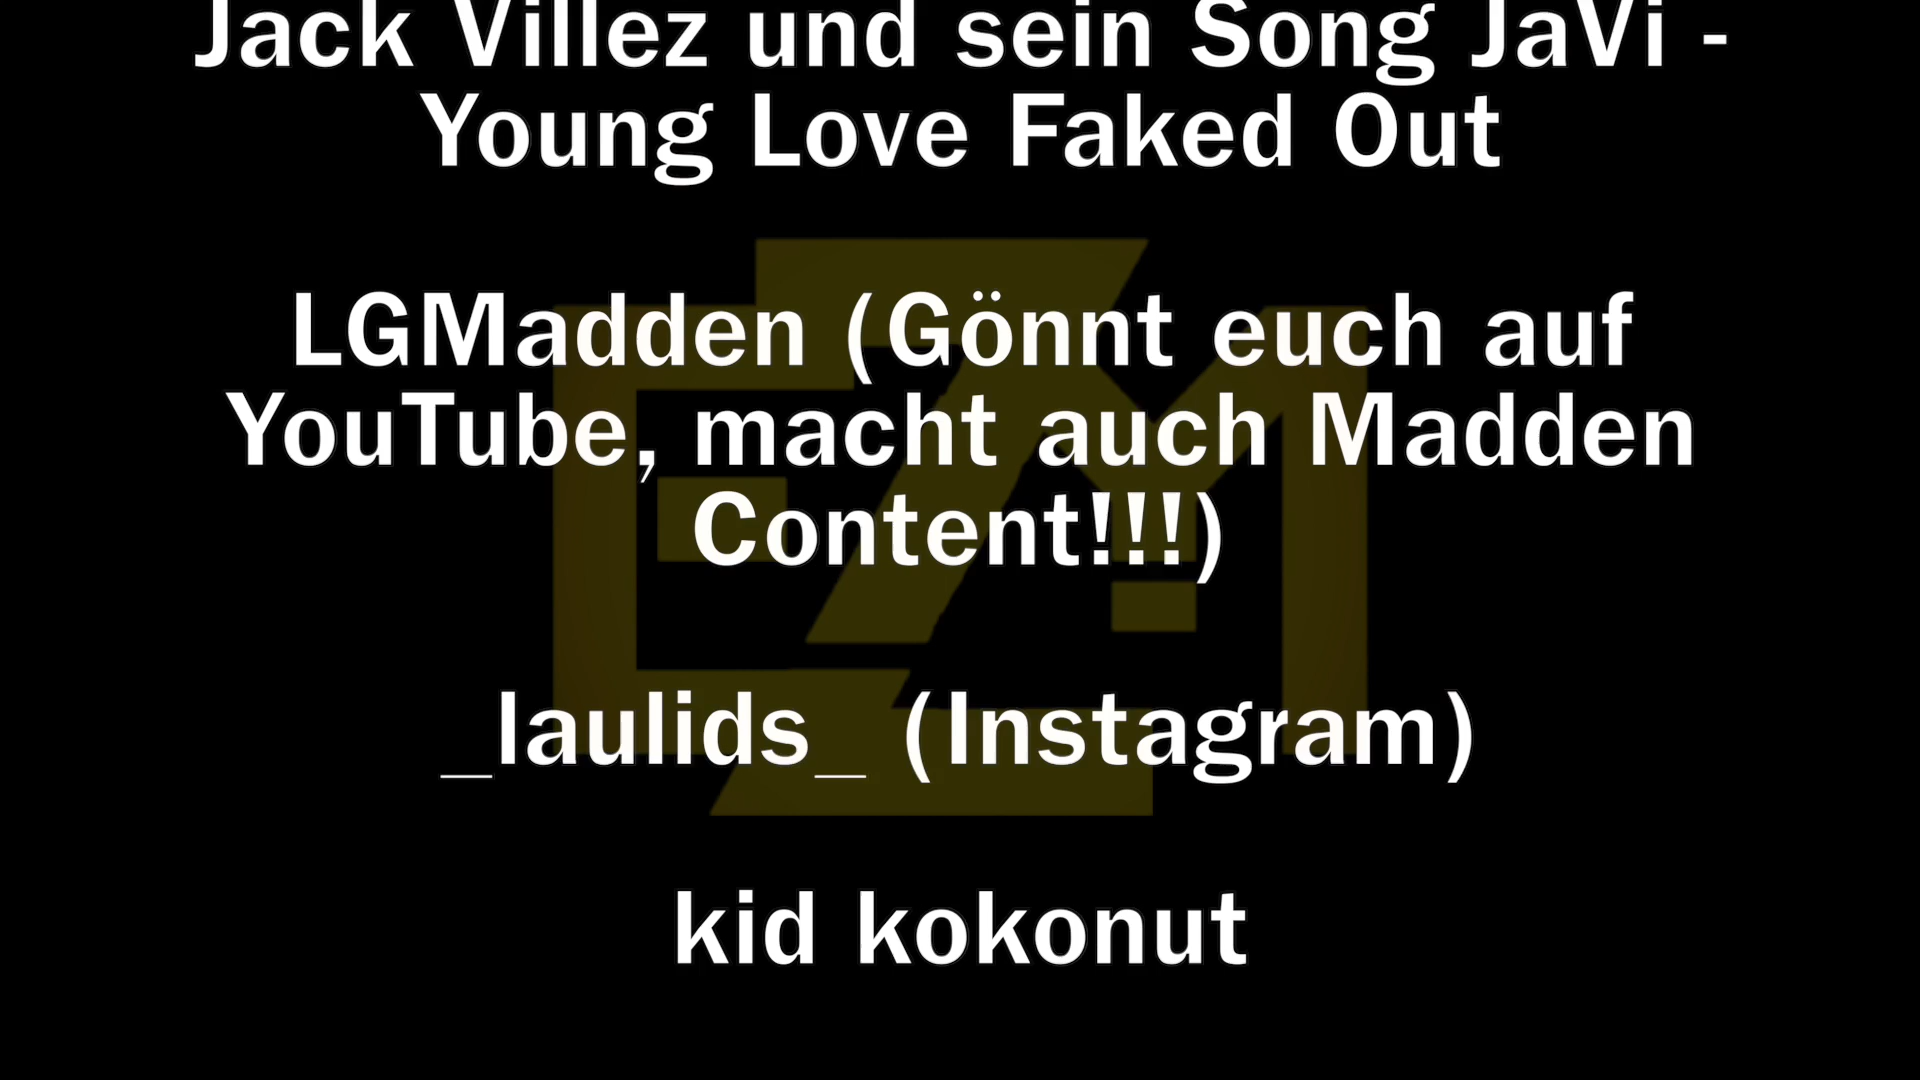 Jack Villez und sein Song JaVi -
Young Love Faked Out
LGMadden (Gönnt euch auf
YouTube, macht auch Madden
Content!!!)
_laulids_ (Instagram)
kid kokonut
EZM